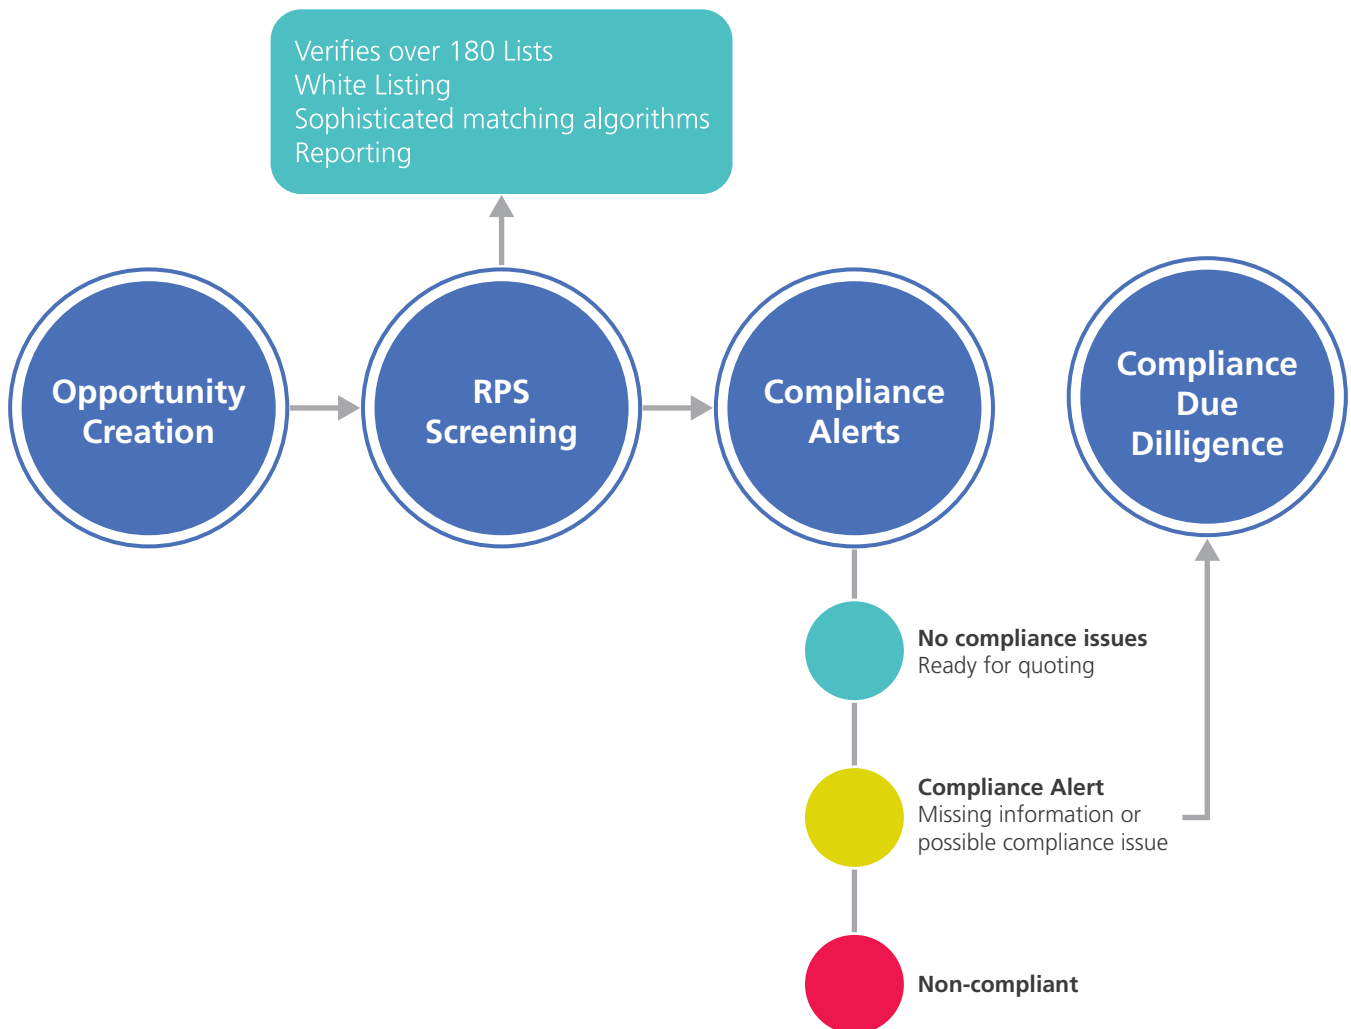 Verifies over 180 Lists
White Listing
Sophisticated matching algorithms
Reporting
Opportunity
Creation
RPS
Screening
Compliance
Alerts
Compliance
Due
Dilligence
No compliance issues
Ready for quoting
Compliance Alert
Missing information or
possible compliance issue
Non-compliant